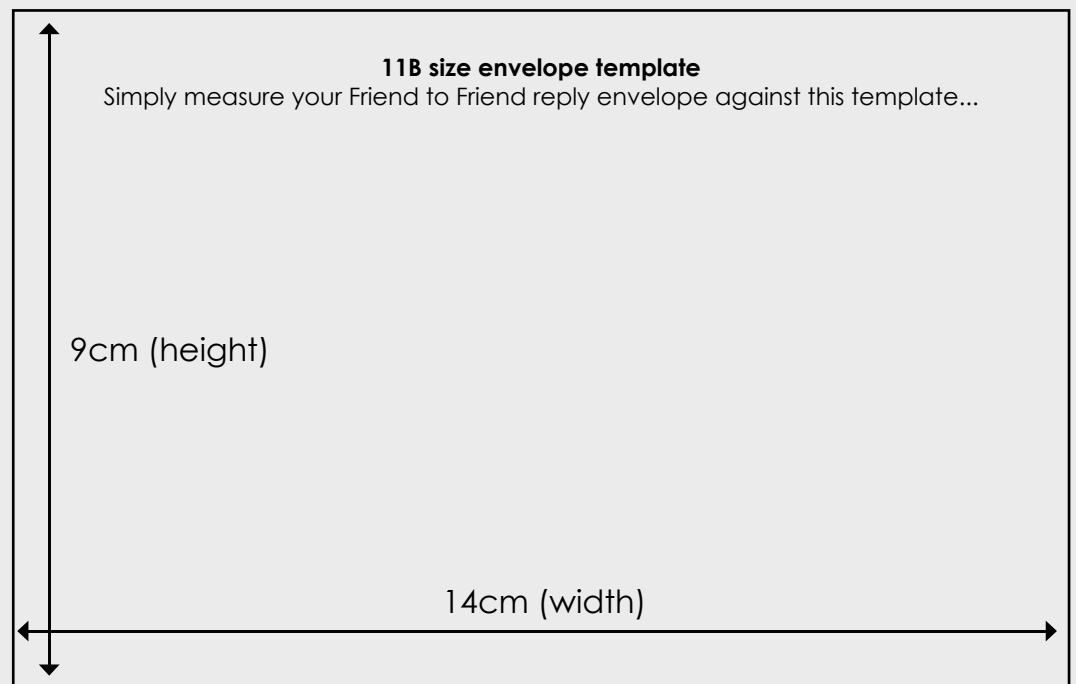 11B size envelope template
Simply measure your Friend to Friend reply envelope against this template...
9cm (height)
14cm (width)